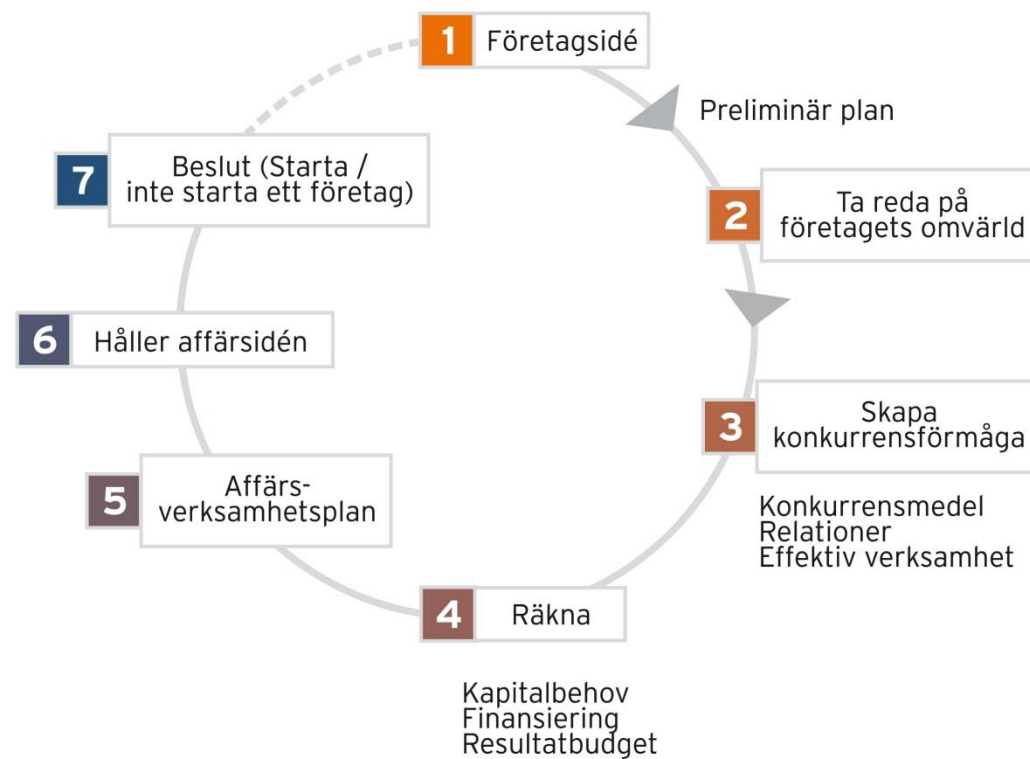 1 Företagsidé
Preliminär plan
2 Ta reda på
företagets omvärld
3 Skapa
konkurrensförmåga
Konkurrensmedel
Relationer
Effektiv verksamhet
4 Räkna
Kapitalbehov
Finansiering
Resultatbudget
5 Affärs-
verksamhetsplan
6 Håller affärsidén
7 Beslut (Starta /
inte starta ett företag)